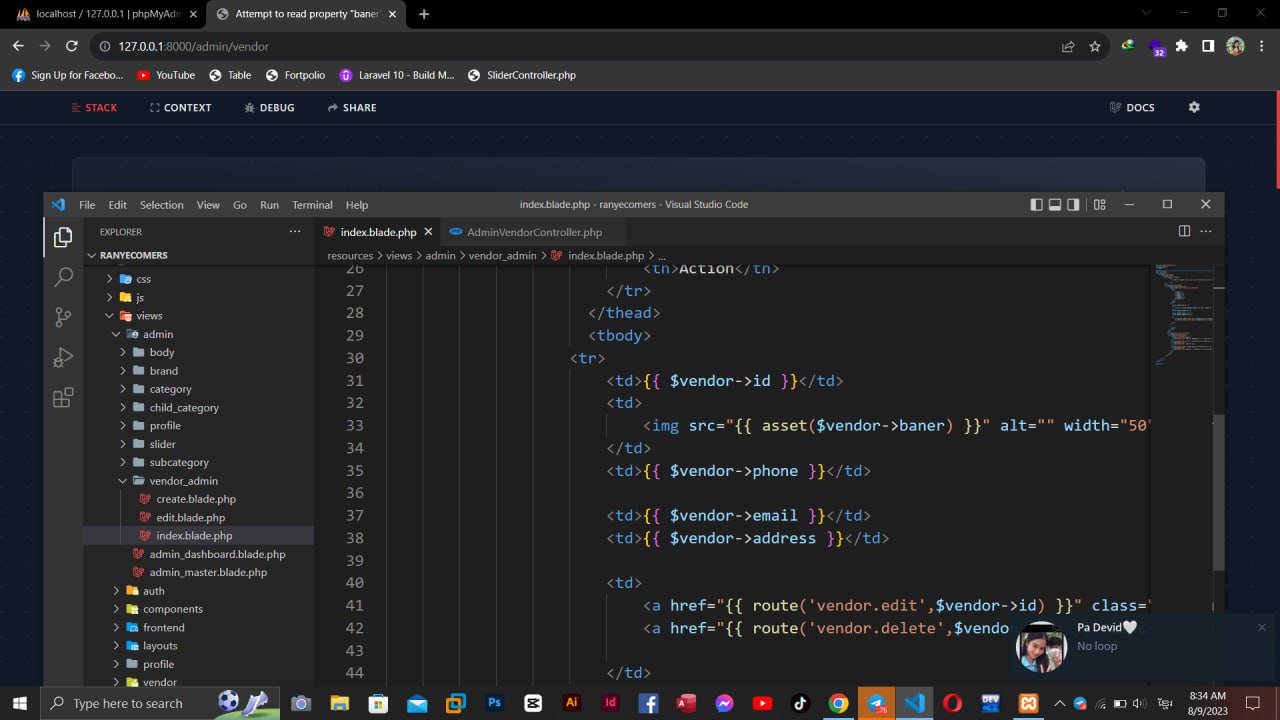 localhost / 127.0.0.1 | phpMyAdm
Attempt to read property "baner"
127.0.0.1:8000/admin/vendor
32
Sign Up for Facebo...
YouTube
Table
Fortpolio
Laravel 10 - Build M...
SliderController.php
STACK
CONTEXT
DEBUG
SHARE
DOCS
File Edit Selection View Go Run Terminal Help
index.blade.php - ranyecomers - Visual Studio Code
EXPLORER
index.blade.php
AdminVendorController.php
RANYECOMERS
resources > views > admin > vendor_admin > index.blade.php > ...
css
js
views
admin
body
brand
category
child_category
profile
slider
subcategory
vendor_admin
create.blade.php
edit.blade.php
index.blade.php
admin_dashboard.blade.php
admin_master.blade.php
auth
components
frontend
layouts
profile
vendor
26 <th>Action</th>
27 </tr>
28 </thead>
29 <tbody>
30 <tr>
31 <td>{{ $vendor->id }}</td>
32 <td>
33 <img src="{{ asset($vendor->baner) }}" alt="" width="50"
34 </td>
35 <td>{{ $vendor->phone }}</td>
36
37 <td>{{ $vendor->email }}</td>
38 <td>{{ $vendor->address }}</td>
39
40 <td>
41 <a href="{{ route('vendor.edit',$vendor->id) }}" class="
42 <a href="{{ route('vendor.delete',$vendo
43
44 </td>
Pa Devid🤍
No loop
Type here to search
Ps
Ai
Id
DEV
8:34 AM
8/9/2023